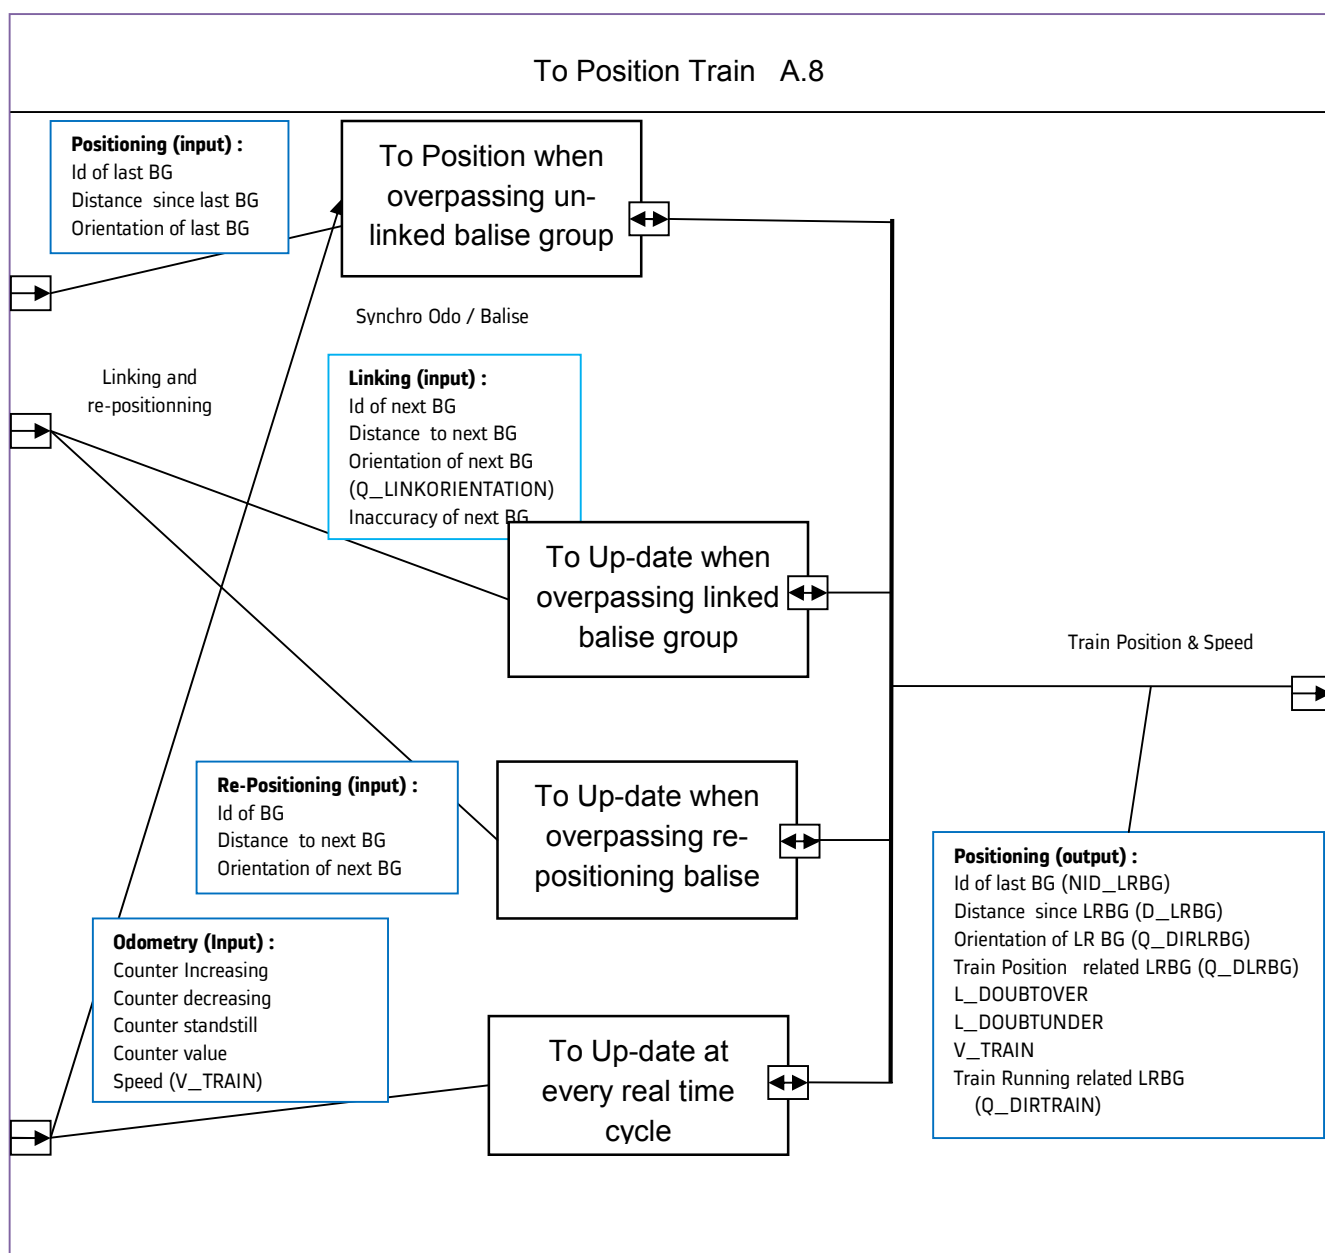 To Position Train A.8
Positioning (input) :
Id of last BG
Distance since last BG
Orientation of last BG
To Position when
overpassing un-
linked balise group
Synchro Odo / Balise
Linking and
re-positionning
Linking (input) :
Id of next BG
Distance to next BG
Orientation of next BG
(Q_LINKORIENTATION)
Inaccuracy of next BG
To Up-date when
overpassing linked
balise group
Train Position & Speed
Re-Positioning (input) :
Id of BG
Distance to next BG
Orientation of next BG
To Up-date when
overpassing re-
positioning balise
Positioning (output) :
Id of last BG (NID_LRBG)
Distance since LRBG (D_LRBG)
Orientation of LR BG (Q_DIRLRBG)
Train Position related LRBG (Q_DLRBG)
L_DOUBTOVER
L_DOUBTUNDER
V_TRAIN
Train Running related LRBG
(Q_DIRTRAIN)
Odometry (Input) :
Counter Increasing
Counter decreasing
Counter standstill
Counter value
Speed (V_TRAIN)
To Up-date at
every real time
cycle